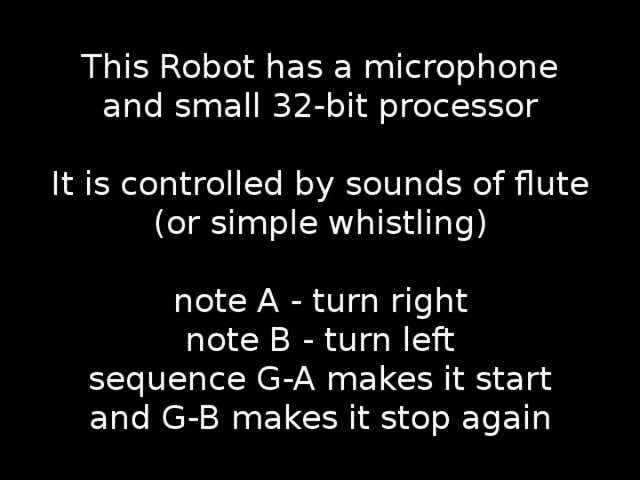 This Robot has a microphone
and small 32-bit processor
It is controlled by sounds of flute
(or simple whistling)
note A - turn right
note B - turn left
sequence G-A makes it start
and G-B makes it stop again